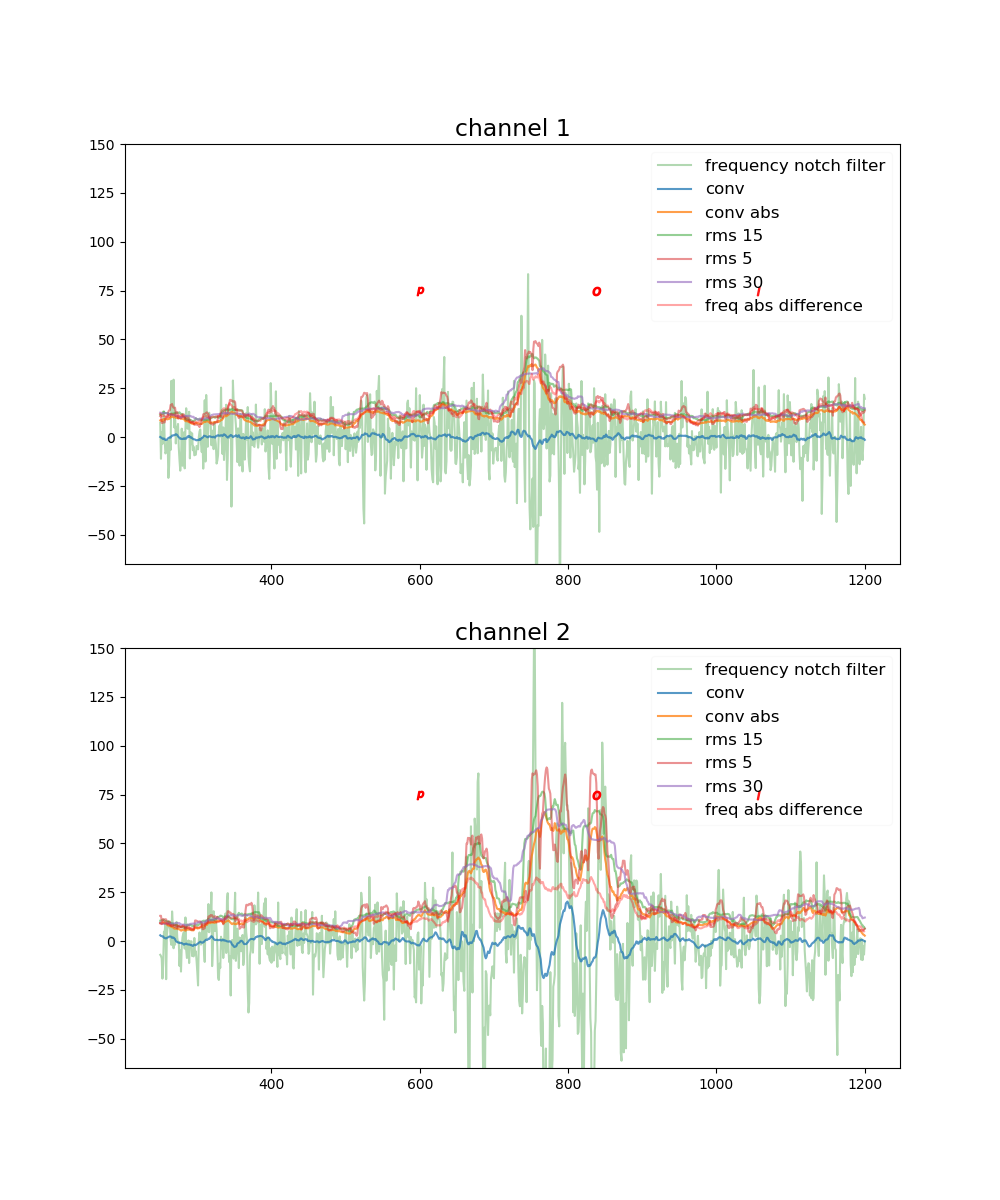 channel 1
150
125
100
75
50
25
0
−25
−50
frequency notch filter
conv
conv abs
rms 15
rms 5
rms 30
freq abs difference
P
O
I
400 600 800 1000 1200
channel 2
150
125
100
75
50
25
0
−25
−50
frequency notch filter
conv
conv abs
rms 15
rms 5
rms 30
freq abs difference
P
O
I
400 600 800 1000 1200